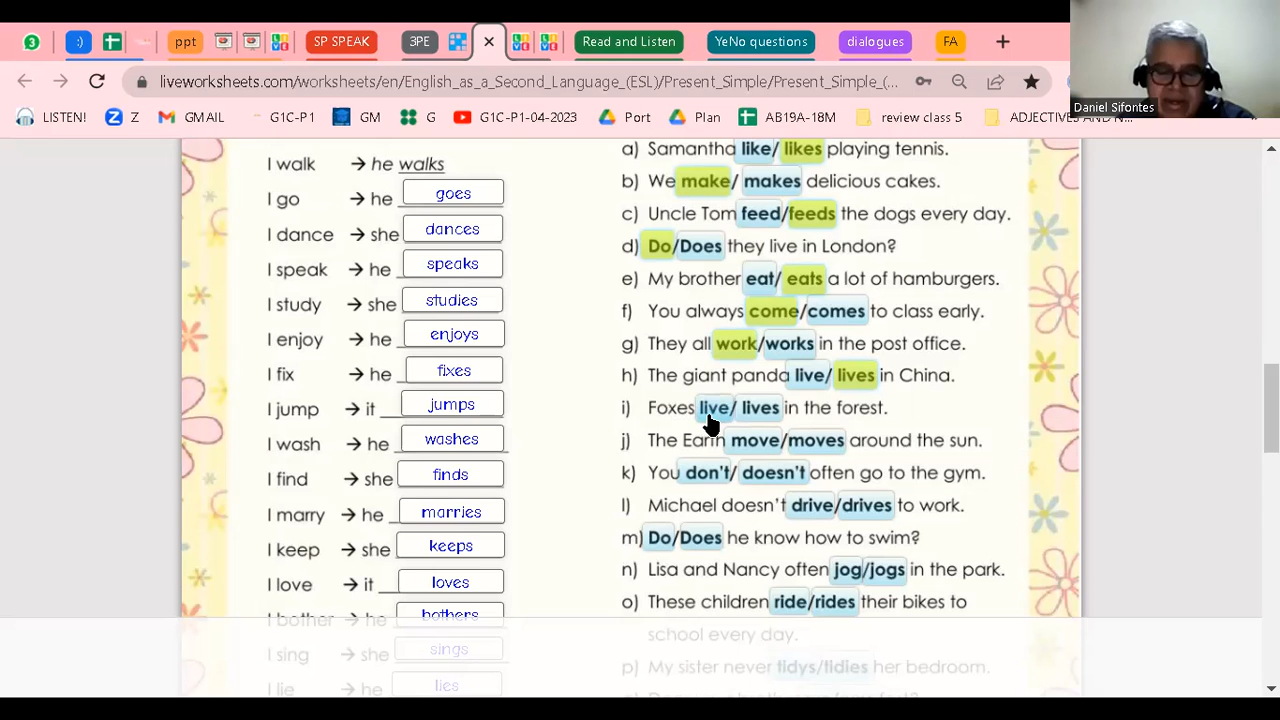 3
:)
ppt
SP SPEAK
3PE
Read and Listen
YeNo questions
dialogues
FA
liveworksheets.com/worksheets/en/English_as_a_Second_Language_(ESL)/Present_Simple/Present_Simple_(...
Daniel Sifontes
LISTEN!
Z
GMAIL
G1C-P1
GM
G
G1C-P1-04-2023
Port
Plan
AB19A-18M
review class 5
ADJECTIVES AND N...
I walk → he walks
I go → he goes
I dance → she dances
I speak → he speaks
I study → she studies
I enjoy → he enjoys
I fix → he fixes
I jump → it jumps
I wash → he washes
I find → she finds
I marry → he marries
I keep → she keeps
I love → it loves
I bother → he bothers
I sing → she sings
I lie → he lies
a) Samantha like/ likes playing tennis.
b) We make/ makes delicious cakes.
c) Uncle Tom feed/feeds the dogs every day.
d) Do/Does they live in London?
e) My brother eat/ eats a lot of hamburgers.
f) You always come/comes to class early.
g) They all work/works in the post office.
h) The giant panda live/ lives in China.
i) Foxes live/ lives in the forest.
j) The Earth move/moves around the sun.
k) You don't/ doesn't often go to the gym.
l) Michael doesn't drive/drives to work.
m) Do/Does he know how to swim?
n) Lisa and Nancy often jog/jogs in the park.
o) These children ride/rides their bikes to
school every day.
p) My sister never tidys/tidies her bedroom.